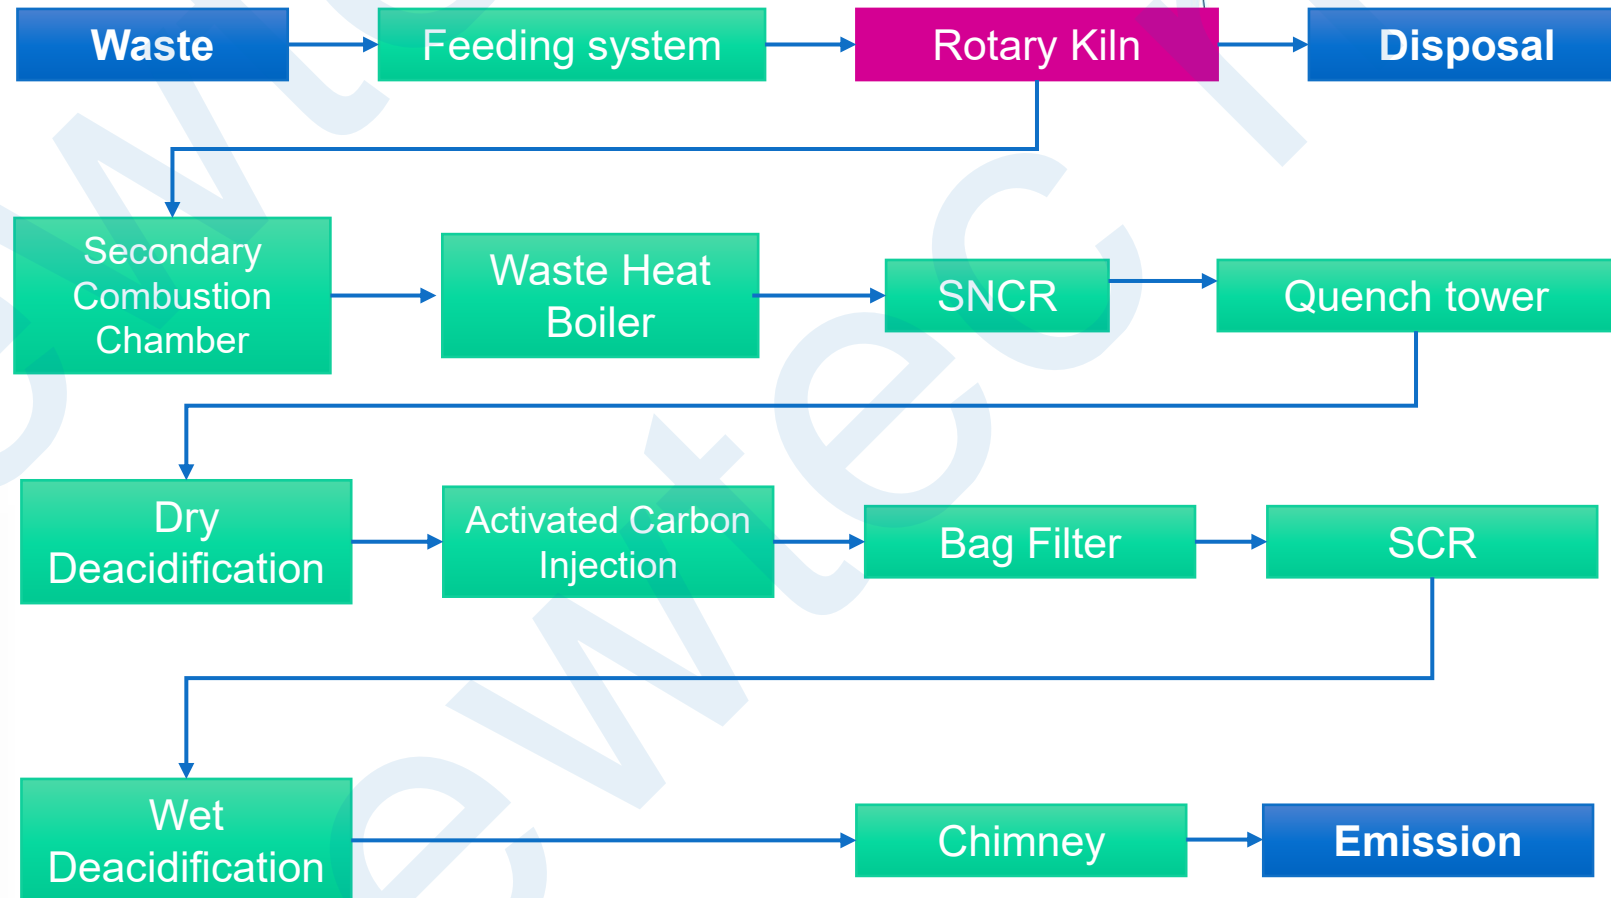 Waste
Feeding system
Rotary Kiln
Disposal
Secondary
Combustion
Chamber
Waste Heat
Boiler
SNCR
Quench tower
Dry
Deacidification
Activated Carbon
Injection
Bag Filter
SCR
Wet
Deacidification
Chimney
Emission